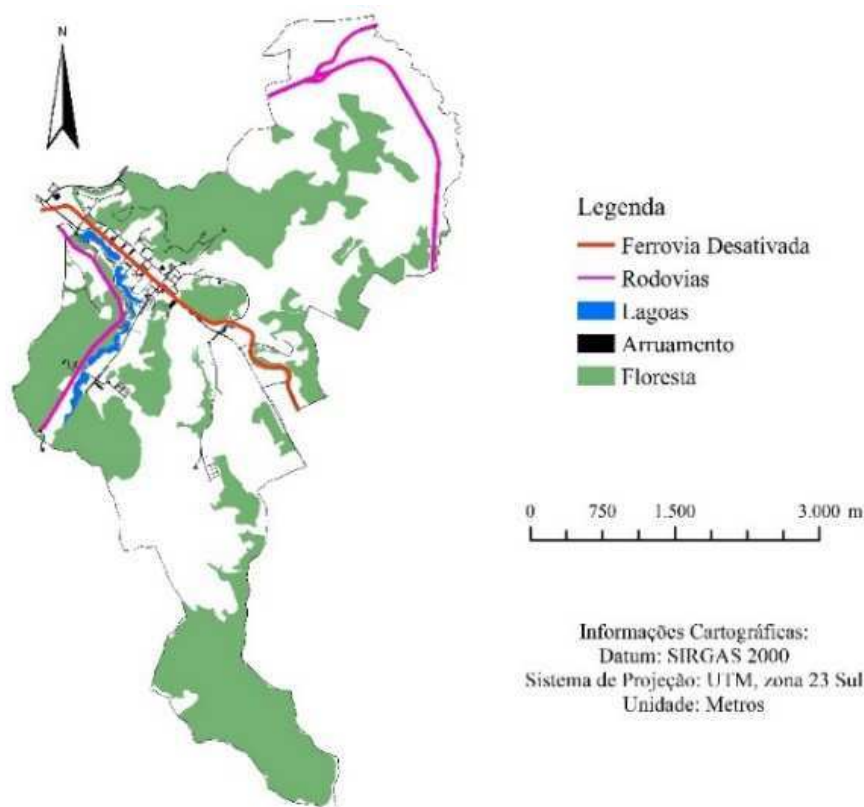 N
Legenda
Ferrovia Desativada
Rodovias
Lagoas
Arruamento
Floresta
0 750 1.500 3.000 m
Informações Cartográficas:
Datum: SIRGAS 2000
Sistema de Projeção: UTM, zona 23 Sul
Unidade: Metros